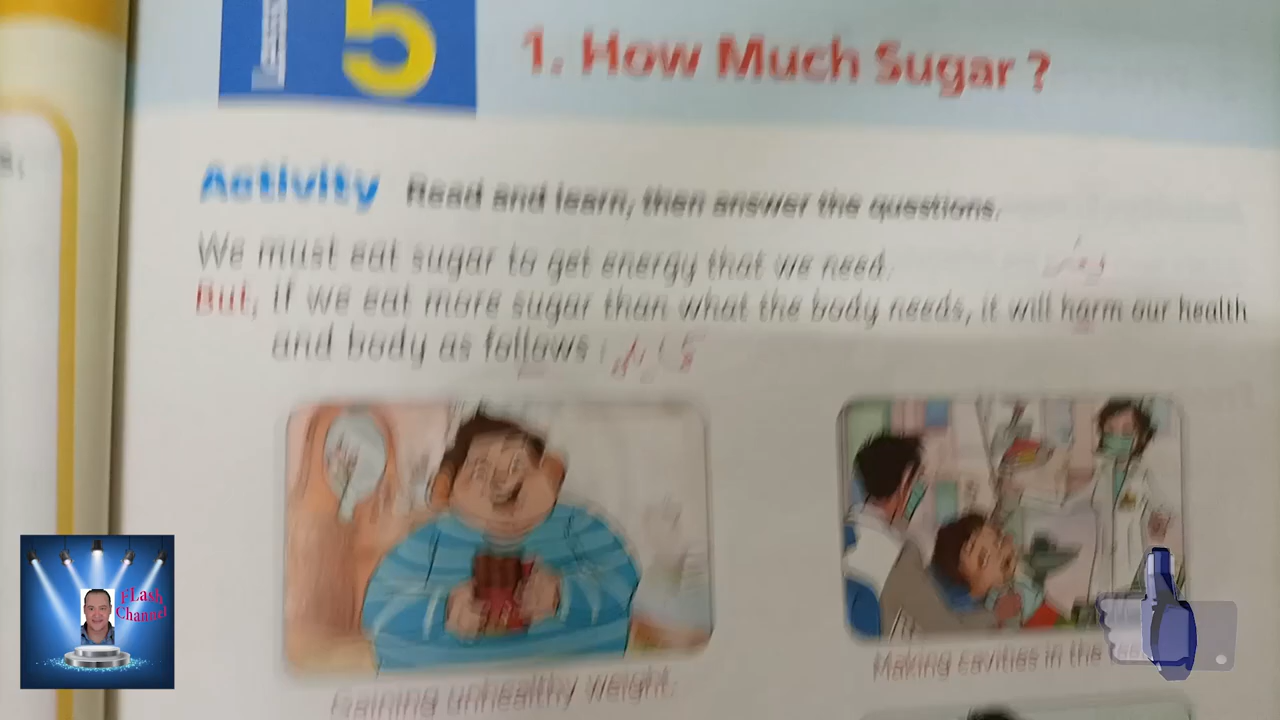 Lesson
5
1. How Much Sugar ?
Activity Read and learn, then answer the questions.
We must eat sugar to get energy that we need.
But, if we eat more sugar than what the body needs, it will harm our health
and body as follows :
Gaining unhealthy weight.
Making cavities in the
FLash
Channel